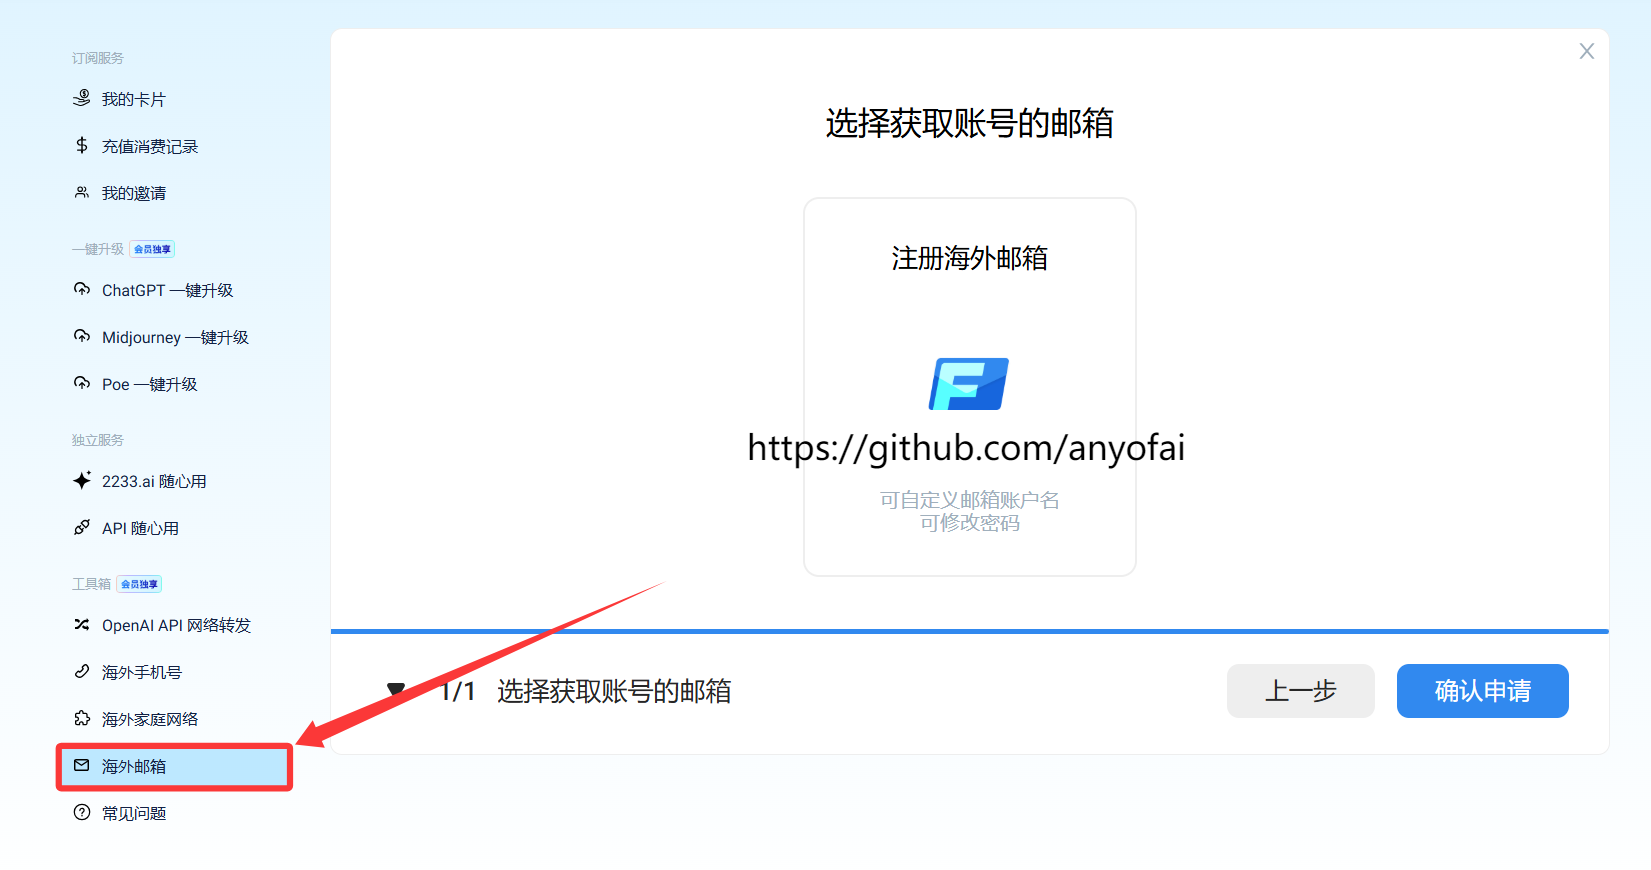 订阅服务
我的卡片
充值消费记录
我的邀请
一键升级 会员独享
ChatGPT 一键升级
Midjourney 一键升级
Poe 一键升级
独立服务
2233.ai 随心用
API 随心用
工具箱 会员独享
OpenAI API 网络转发
海外手机号
海外家庭网络
海外邮箱
常见问题
选择获取账号的邮箱
注册海外邮箱
https://github.com/anyofai
可自定义邮箱账户名
可修改密码
1/1 选择获取账号的邮箱
上一步
确认申请